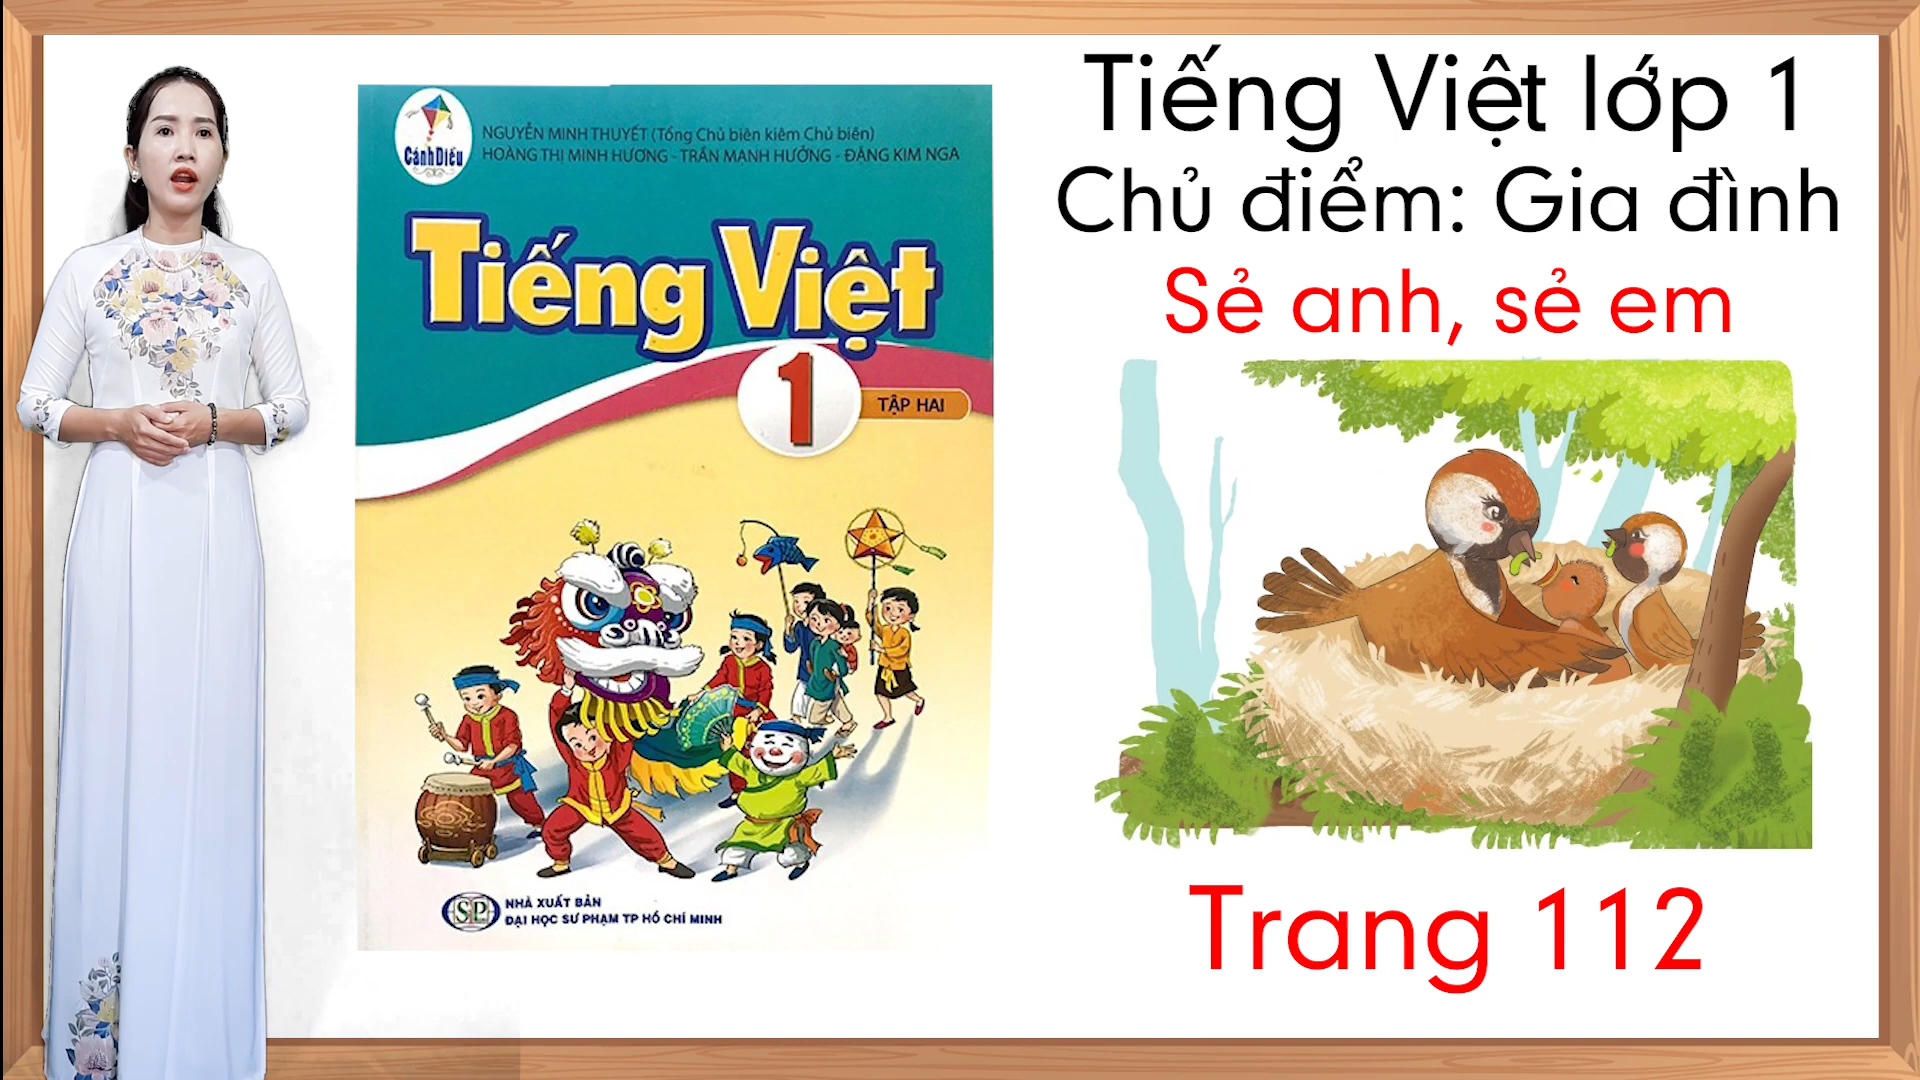 Cánh Diều
NGUYỄN MINH THUYẾT (Tổng Chủ biên kiêm Chủ biên)
HOÀNG THỊ MINH HƯƠNG - TRẦN MẠNH HƯỞNG - ĐẶNG KIM NGA
Tiếng Việt
1
TẬP HAI
SP
NHÀ XUẤT BẢN
ĐẠI HỌC SƯ PHẠM TP HỒ CHÍ MINH
Tiếng Việt lớp 1
Chủ điểm: Gia đình
Sẻ anh, sẻ em
Trang 112